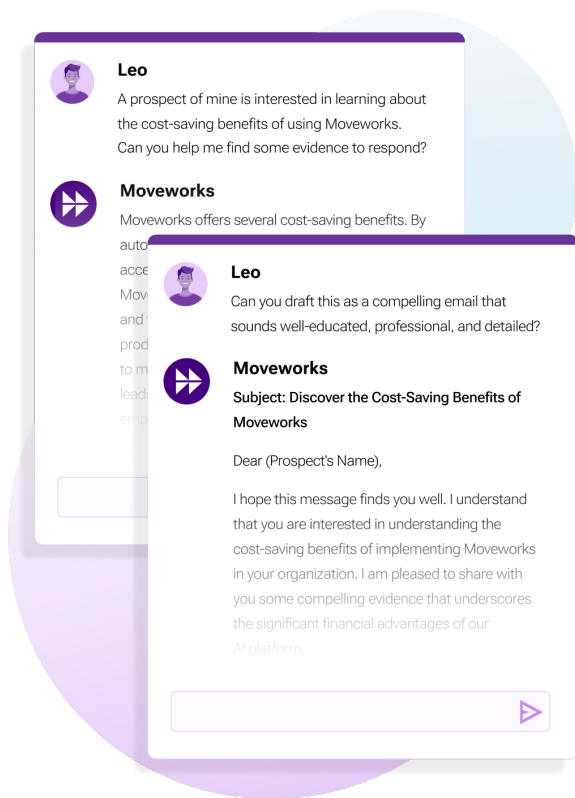 Leo
A prospect of mine is interested in learning about
the cost-saving benefits of using Moveworks.
Can you help me find some evidence to respond?
Moveworks
Moveworks offers several cost-saving benefits. By
Leo
Can you draft this as a compelling email that
sounds well-educated, professional, and detailed?
Moveworks
Subject: Discover the Cost-Saving Benefits of
Moveworks
Dear (Prospect's Name),
I hope this message finds you well. I understand
that you are interested in understanding the
cost-saving benefits of implementing Moveworks
in your organization. I am pleased to share with
you some compelling evidence that underscores
the significant financial advantages of our
AI platform.